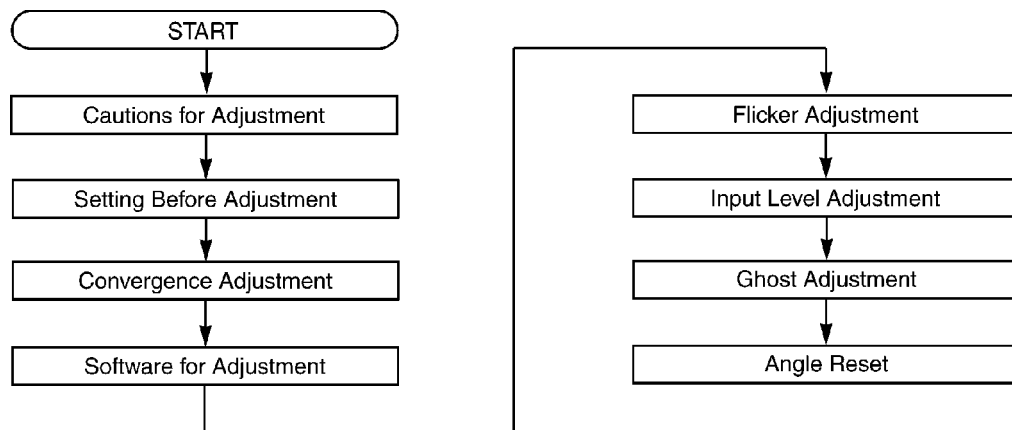 START
Cautions for Adjustment
Setting Before Adjustment
Convergence Adjustment
Software for Adjustment
Flicker Adjustment
Input Level Adjustment
Ghost Adjustment
Angle Reset